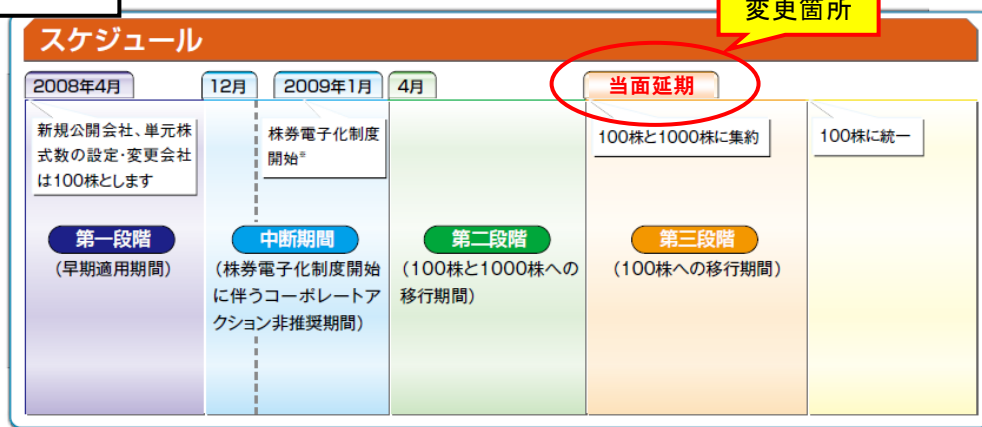 変更箇所
スケジュール
2008年4月
12月
2009年1月
4月
当面延期
新規公開会社、単元株
式数の設定・変更会社
は100株とします
株券電子化制度
開始※
100株と1000株に集約
100株に統一
第一段階
(早期適用期間)
中断期間
(株券電子化制度開始
に伴うコーポレートア
クション非推奨期間)
第二段階
(100株と1000株への
移行期間)
第三段階
(100株への移行期間)